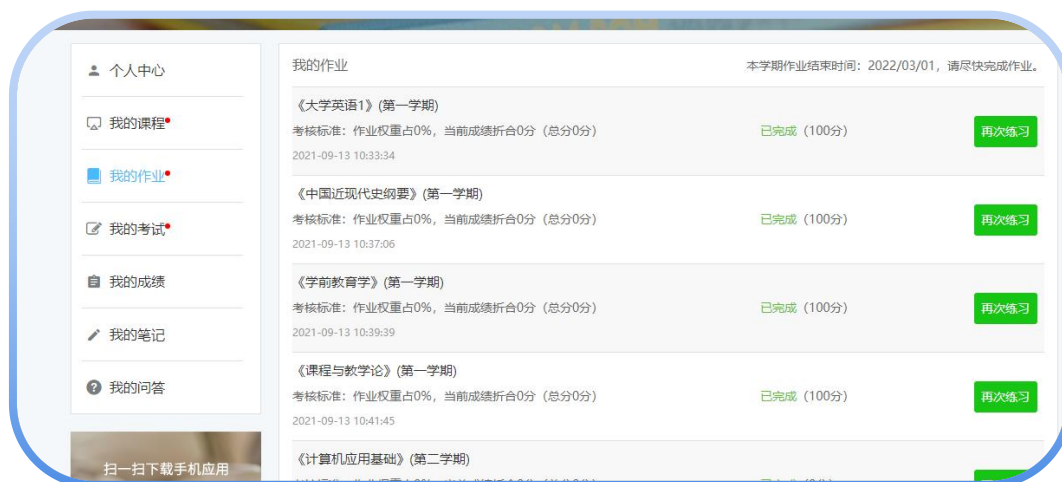 个人中心
我的课程
我的作业
我的考试
我的成绩
我的笔记
我的问答
扫一扫下载手机应用
我的作业
本学期作业结束时间：2022/03/01，请尽快完成作业。
《大学英语1》(第一学期)
考核标准：作业权重占0%，当前成绩折合0分（总分0分）
已完成（100分）
再次练习
2021-09-13 10:33:34
《中国近现代史纲要》(第一学期)
考核标准：作业权重占0%，当前成绩折合0分（总分0分）
已完成（100分）
再次练习
2021-09-13 10:37:06
《学前教育学》(第一学期)
考核标准：作业权重占0%，当前成绩折合0分（总分0分）
已完成（100分）
再次练习
2021-09-13 10:39:39
《课程与教学论》(第一学期)
考核标准：作业权重占0%，当前成绩折合0分（总分0分）
已完成（100分）
再次练习
2021-09-13 10:41:45
《计算机应用基础》(第二学期)